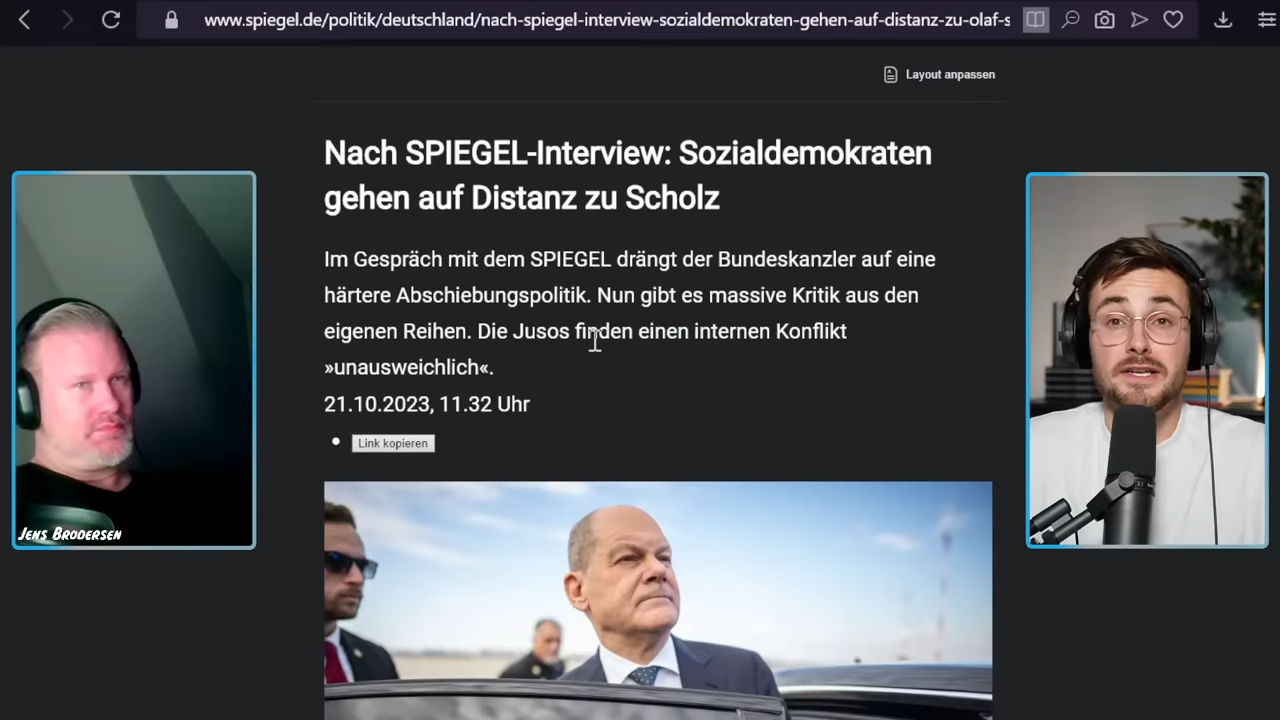 www.spiegel.de/politik/deutschland/nach-spiegel-interview-sozialdemokraten-gehen-auf-distanz-zu-olaf-s
Layout anpassen
Nach SPIEGEL-Interview: Sozialdemokraten
gehen auf Distanz zu Scholz
Im Gespräch mit dem SPIEGEL drängt der Bundeskanzler auf eine
härtere Abschiebungspolitik. Nun gibt es massive Kritik aus den
eigenen Reihen. Die Jusos finden einen internen Konflikt
»unausweichlich«.
21.10.2023, 11.32 Uhr
Link kopieren
Jens Brodersen